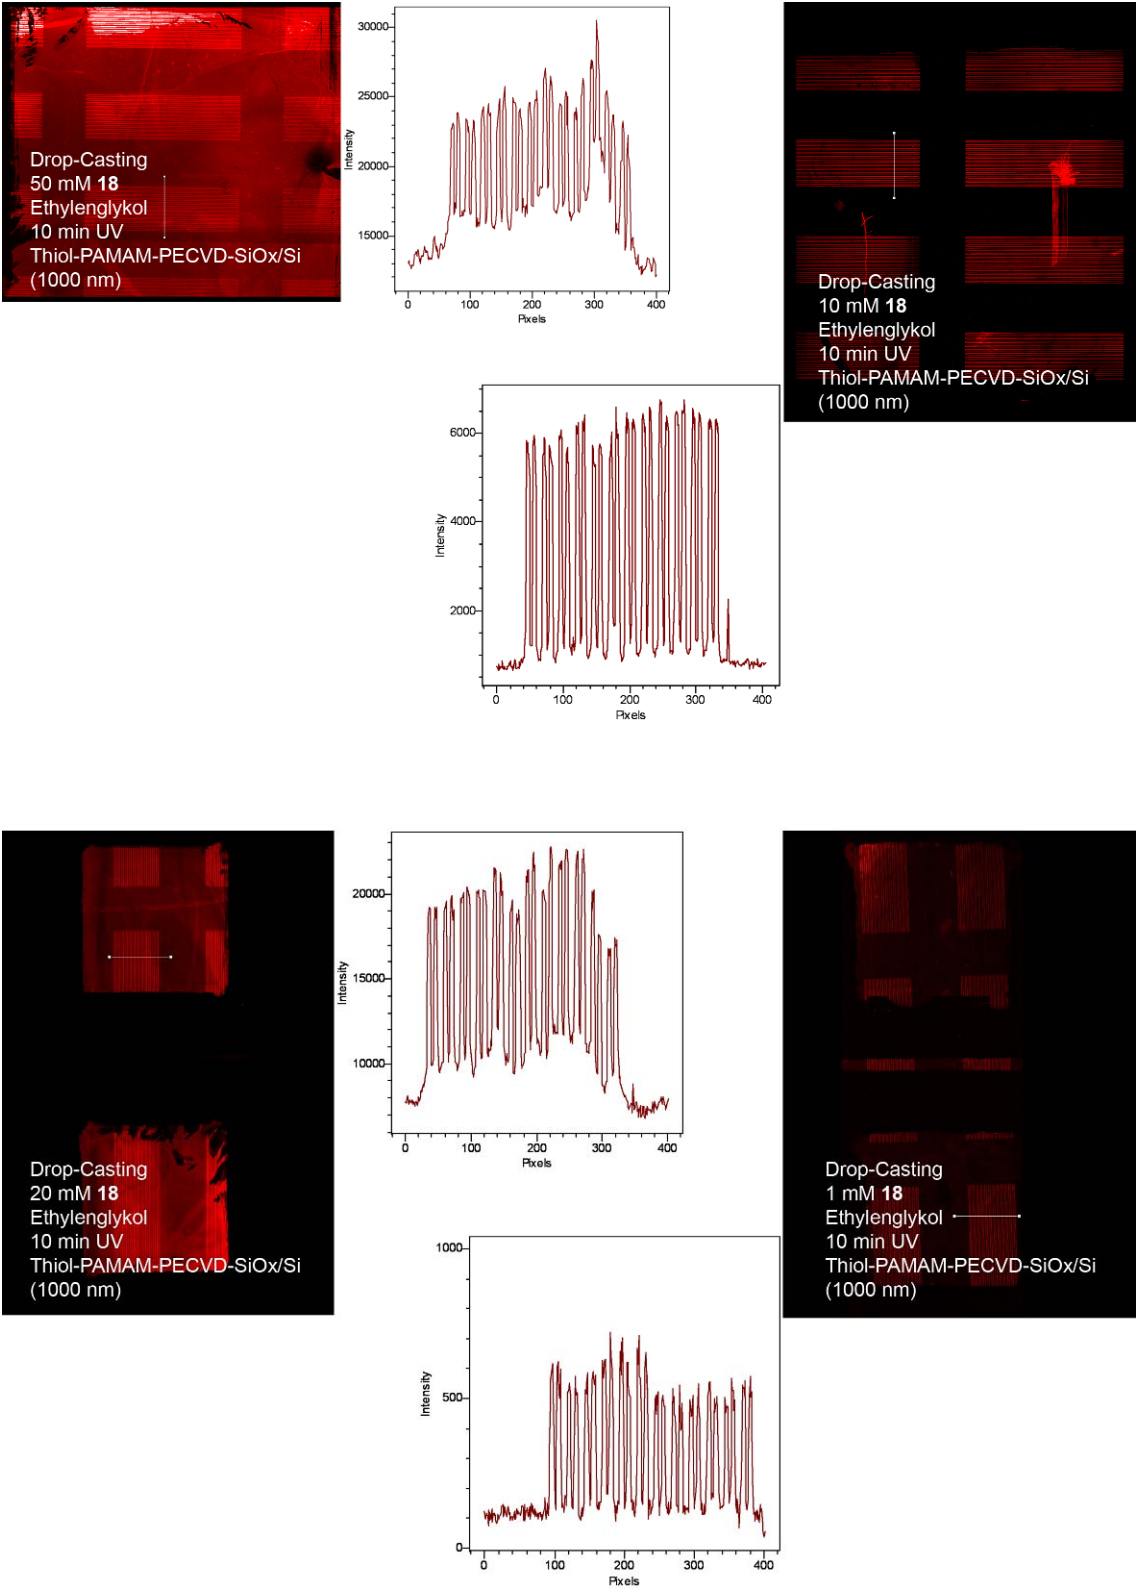 Drop-Casting
50 mM 18
Ethylenglykol
10 min UV
Thiol-PAMAM-PECVD-SiOx/Si
(1000 nm)
30000
25000
20000
15000
Intensity
0 100 200 300 400
Pixels
Drop-Casting
10 mM 18
Ethylenglykol
10 min UV
Thiol-PAMAM-PECVD-SiOx/Si
(1000 nm)
6000
4000
2000
Intensity
0 100 200 300 400
Pixels
Drop-Casting
20 mM 18
Ethylenglykol
10 min UV
Thiol-PAMAM-PECVD-SiOx/Si
(1000 nm)
20000
15000
10000
Intensity
0 100 200 300 400
Pixels
Drop-Casting
1 mM 18
Ethylenglykol
10 min UV
Thiol-PAMAM-PECVD-SiOx/Si
(1000 nm)
1000
500
0
Intensity
0 100 200 300 400
Pixels